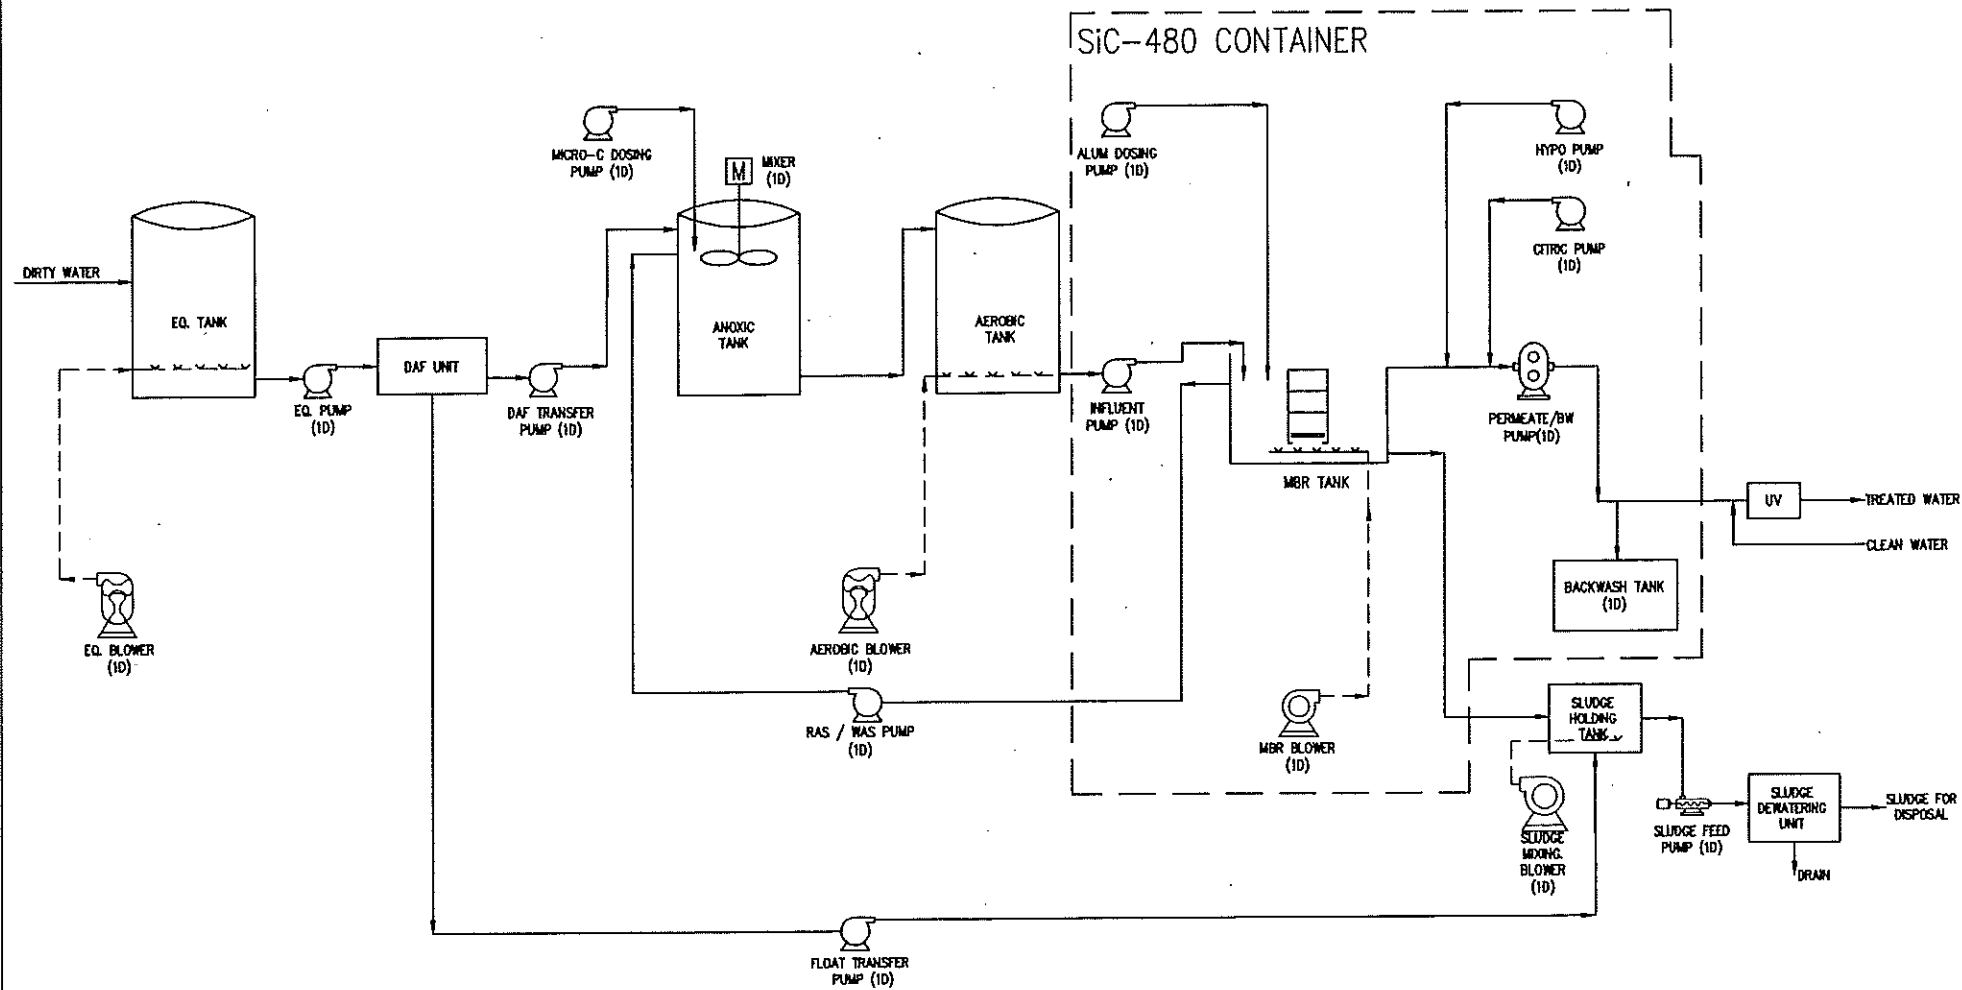 SiC-480 CONTAINER
MICRO-C DOSING
PUMP (1D)
M
MIXER
(1D)
ALUM DOSING
PUMP (1D)
HYPO PUMP
(1D)
CITRIC PUMP
(1D)
DIRTY WATER
EQ. TANK
ANOXIC
TANK
AEROBIC
TANK
DAF UNIT
EQ. PUMP
(1D)
DAF TRANSFER
PUMP (1D)
INFLUENT
PUMP (1D)
PERMEATE/BW
PUMP(1D)
MBR TANK
UV
TREATED WATER
CLEAN WATER
BACKWASH TANK
(1D)
EQ. BLOWER
(1D)
AEROBIC BLOWER
(1D)
RAS / WAS PUMP
(1D)
MBR BLOWER
(1D)
SLUDGE
HOLDING
TANK
SLUDGE
MIXING.
BLOWER
(1D)
SLUDGE FEED
PUMP (1D)
SLUDGE
DEWATERING
UNIT
SLUDGE FOR
DISPOSAL
DRAIN
FLOAT TRANSFER
PUMP (1D)